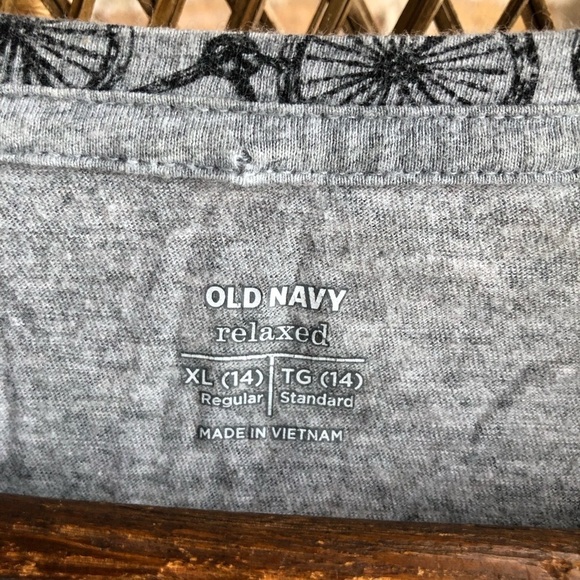 OLD NAVY
relaxed
XL (14) TG (14)
Regular Standard
MADE IN VIETNAM